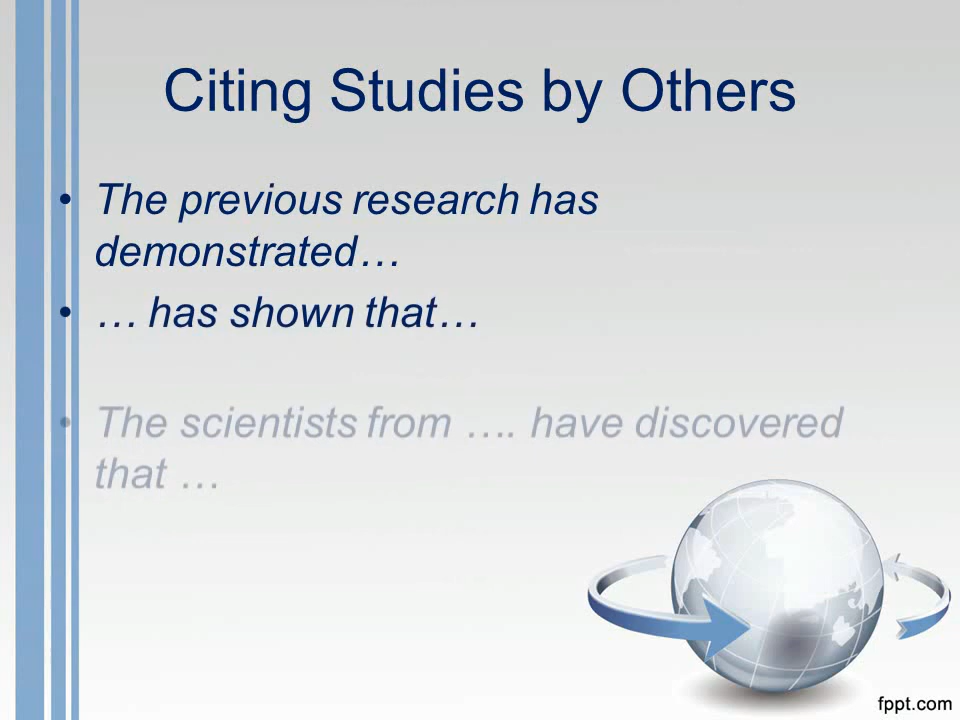 Citing Studies by Others
• The previous research has
demonstrated…
• … has shown that…
• The scientists from …. have discovered
that …
fppt.com